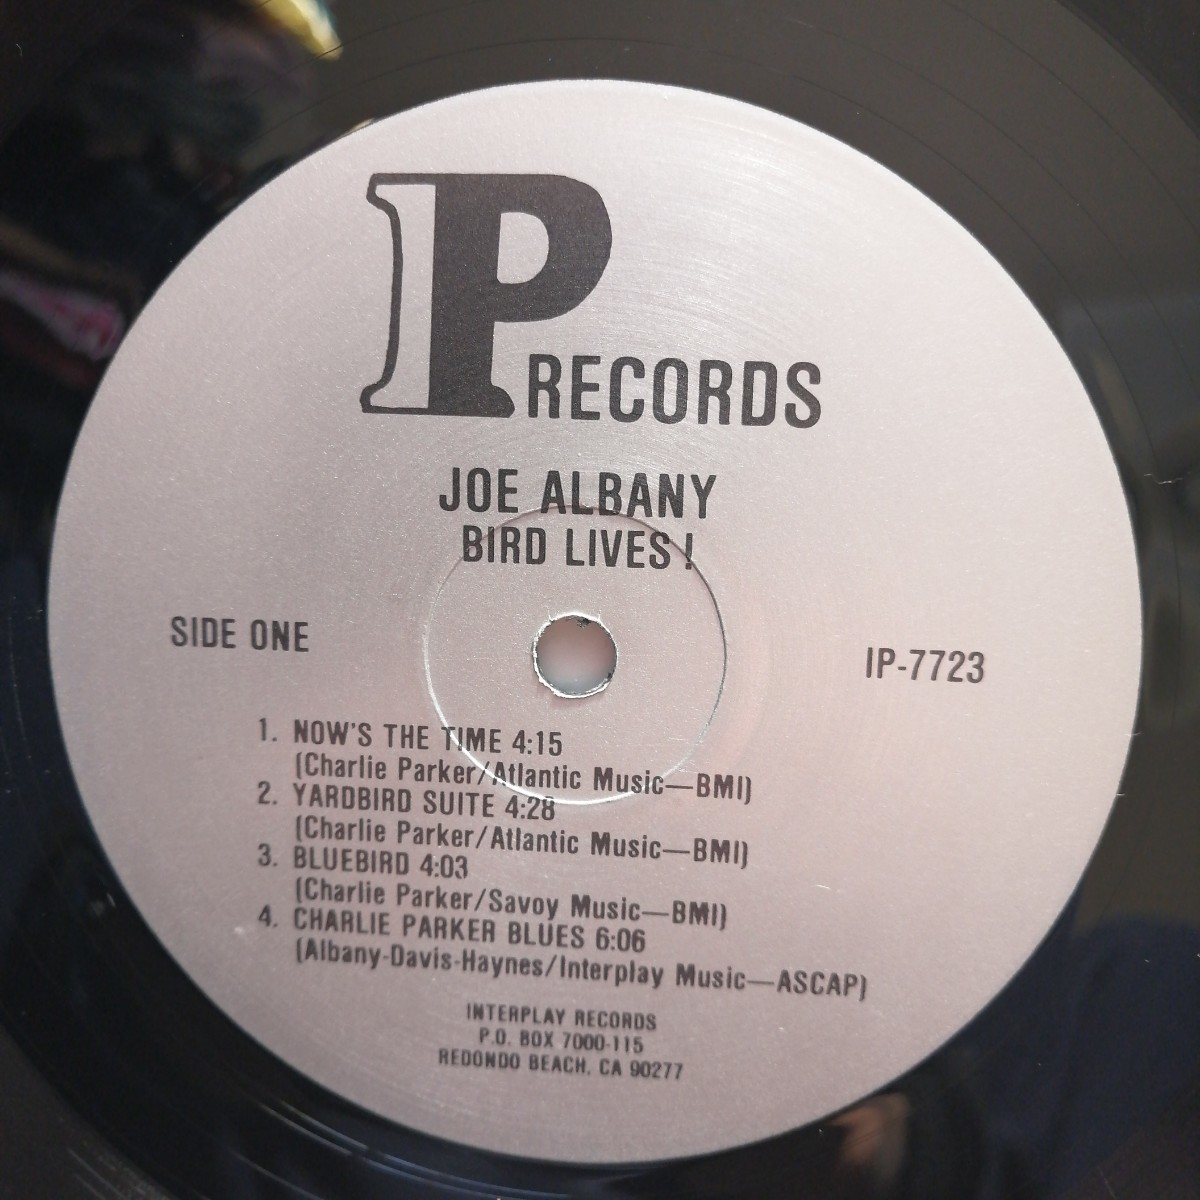 IP RECORDS
JOE ALBANY
BIRD LIVES!
SIDE ONE
IP-7723
1. NOW'S THE TIME 4:15
(Charlie Parker/Atlantic Music—BMI)
2. YARDBIRD SUITE 4:28
(Charlie Parker/Atlantic Music—BMI)
3. BLUEBIRD 4:03
(Charlie Parker/Savoy Music—BMI)
4. CHARLIE PARKER BLUES 6:06
(Albany-Davis-Haynes/Interplay Music—ASCAP)
INTERPLAY RECORDS
P.O. BOX 7000-115
REDONDO BEACH, CA 90277